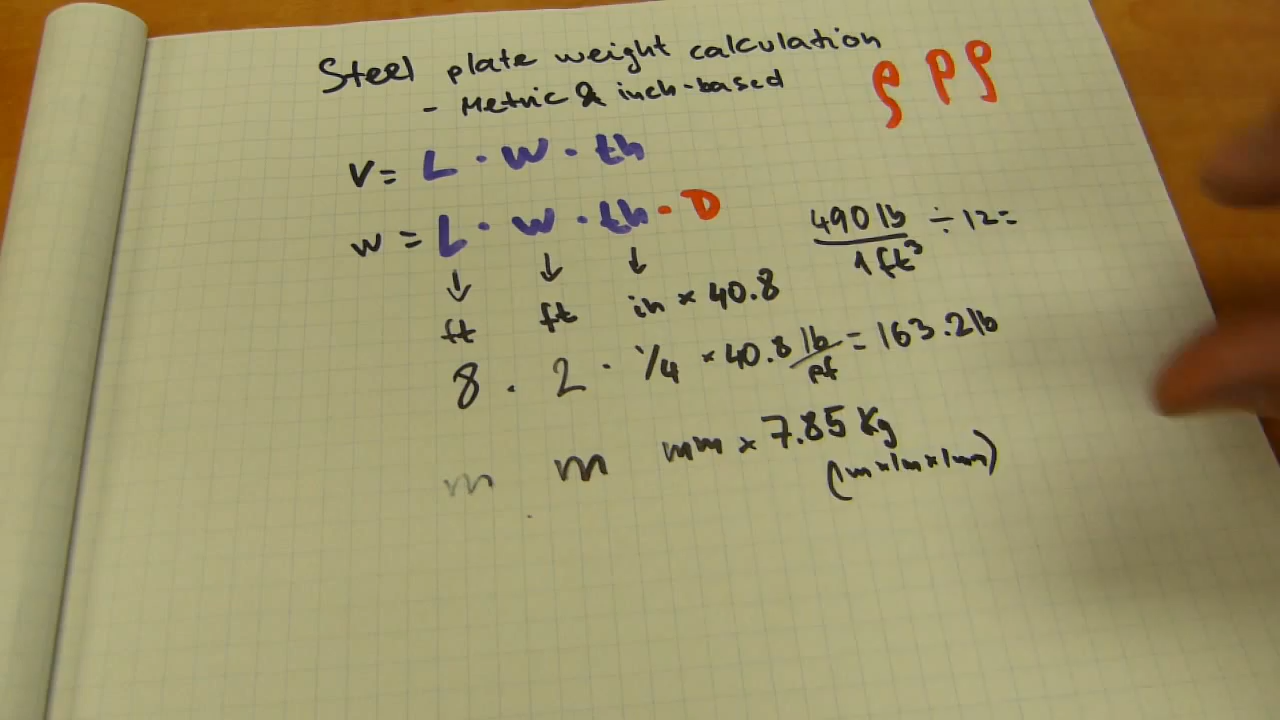 Steel plate weight calculation
- Metric & inch-based
ρ ρ ρ
V = L · W · th
W = L · W · th · D
490 lb / 1 ft³ ÷ 12 =
↓ ↓ ↓
ft ft in × 40.8
8 · 2 · 1/4 × 40.8 lb/pf = 163.2 lb
m m mm × 7.85 Kg
(1m×1m×1mm)